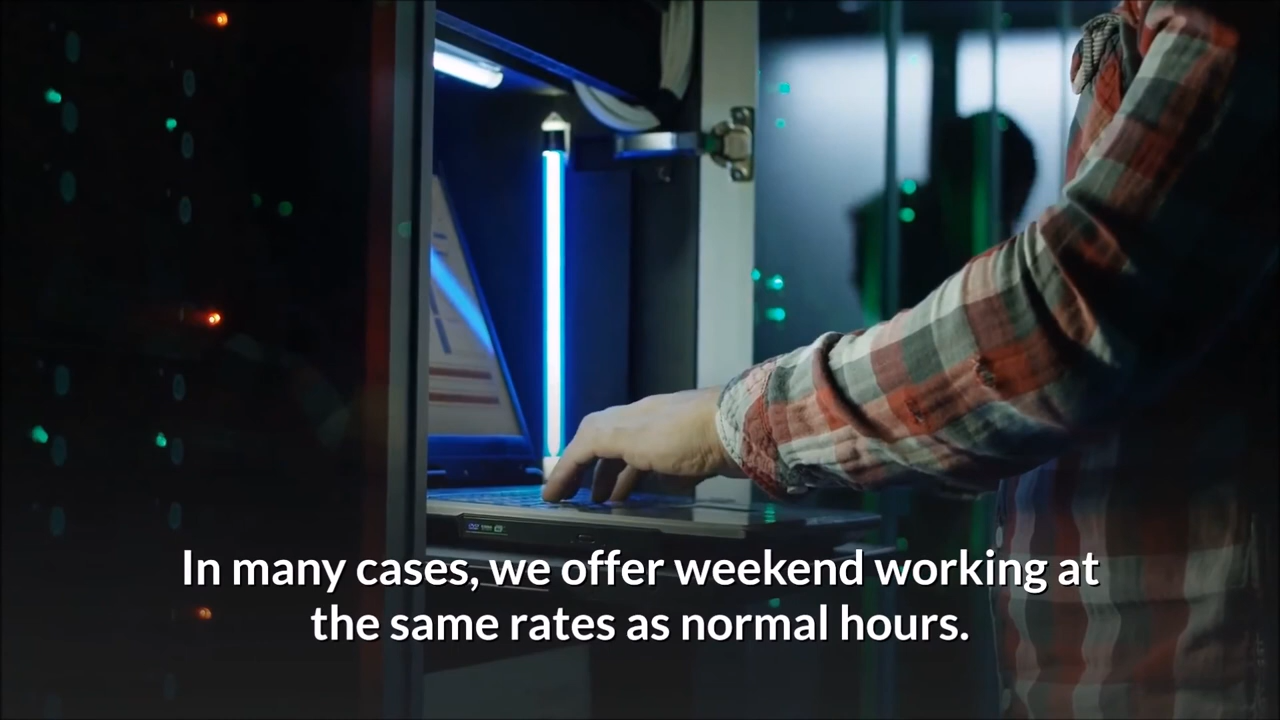 In many cases, we offer weekend working at
the same rates as normal hours.